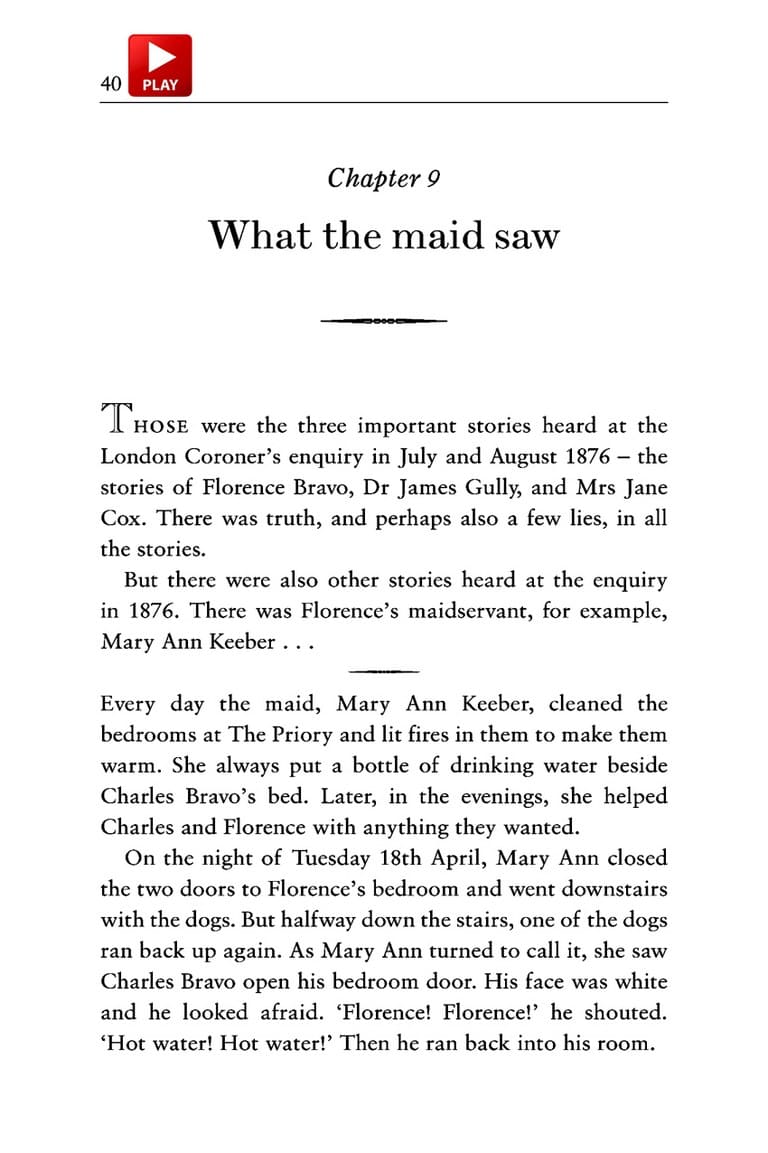 40 PLAY
Chapter 9
What the maid saw
THOSE were the three important stories heard at the
London Coroner’s enquiry in July and August 1876 – the
stories of Florence Bravo, Dr James Gully, and Mrs Jane
Cox. There was truth, and perhaps also a few lies, in all
the stories.
But there were also other stories heard at the enquiry
in 1876. There was Florence’s maidservant, for example,
Mary Ann Keeber . . .
Every day the maid, Mary Ann Keeber, cleaned the
bedrooms at The Priory and lit fires in them to make them
warm. She always put a bottle of drinking water beside
Charles Bravo’s bed. Later, in the evenings, she helped
Charles and Florence with anything they wanted.
On the night of Tuesday 18th April, Mary Ann closed
the two doors to Florence’s bedroom and went downstairs
with the dogs. But halfway down the stairs, one of the dogs
ran back up again. As Mary Ann turned to call it, she saw
Charles Bravo open his bedroom door. His face was white
and he looked afraid. ‘Florence! Florence!’ he shouted.
‘Hot water! Hot water!’ Then he ran back into his room.